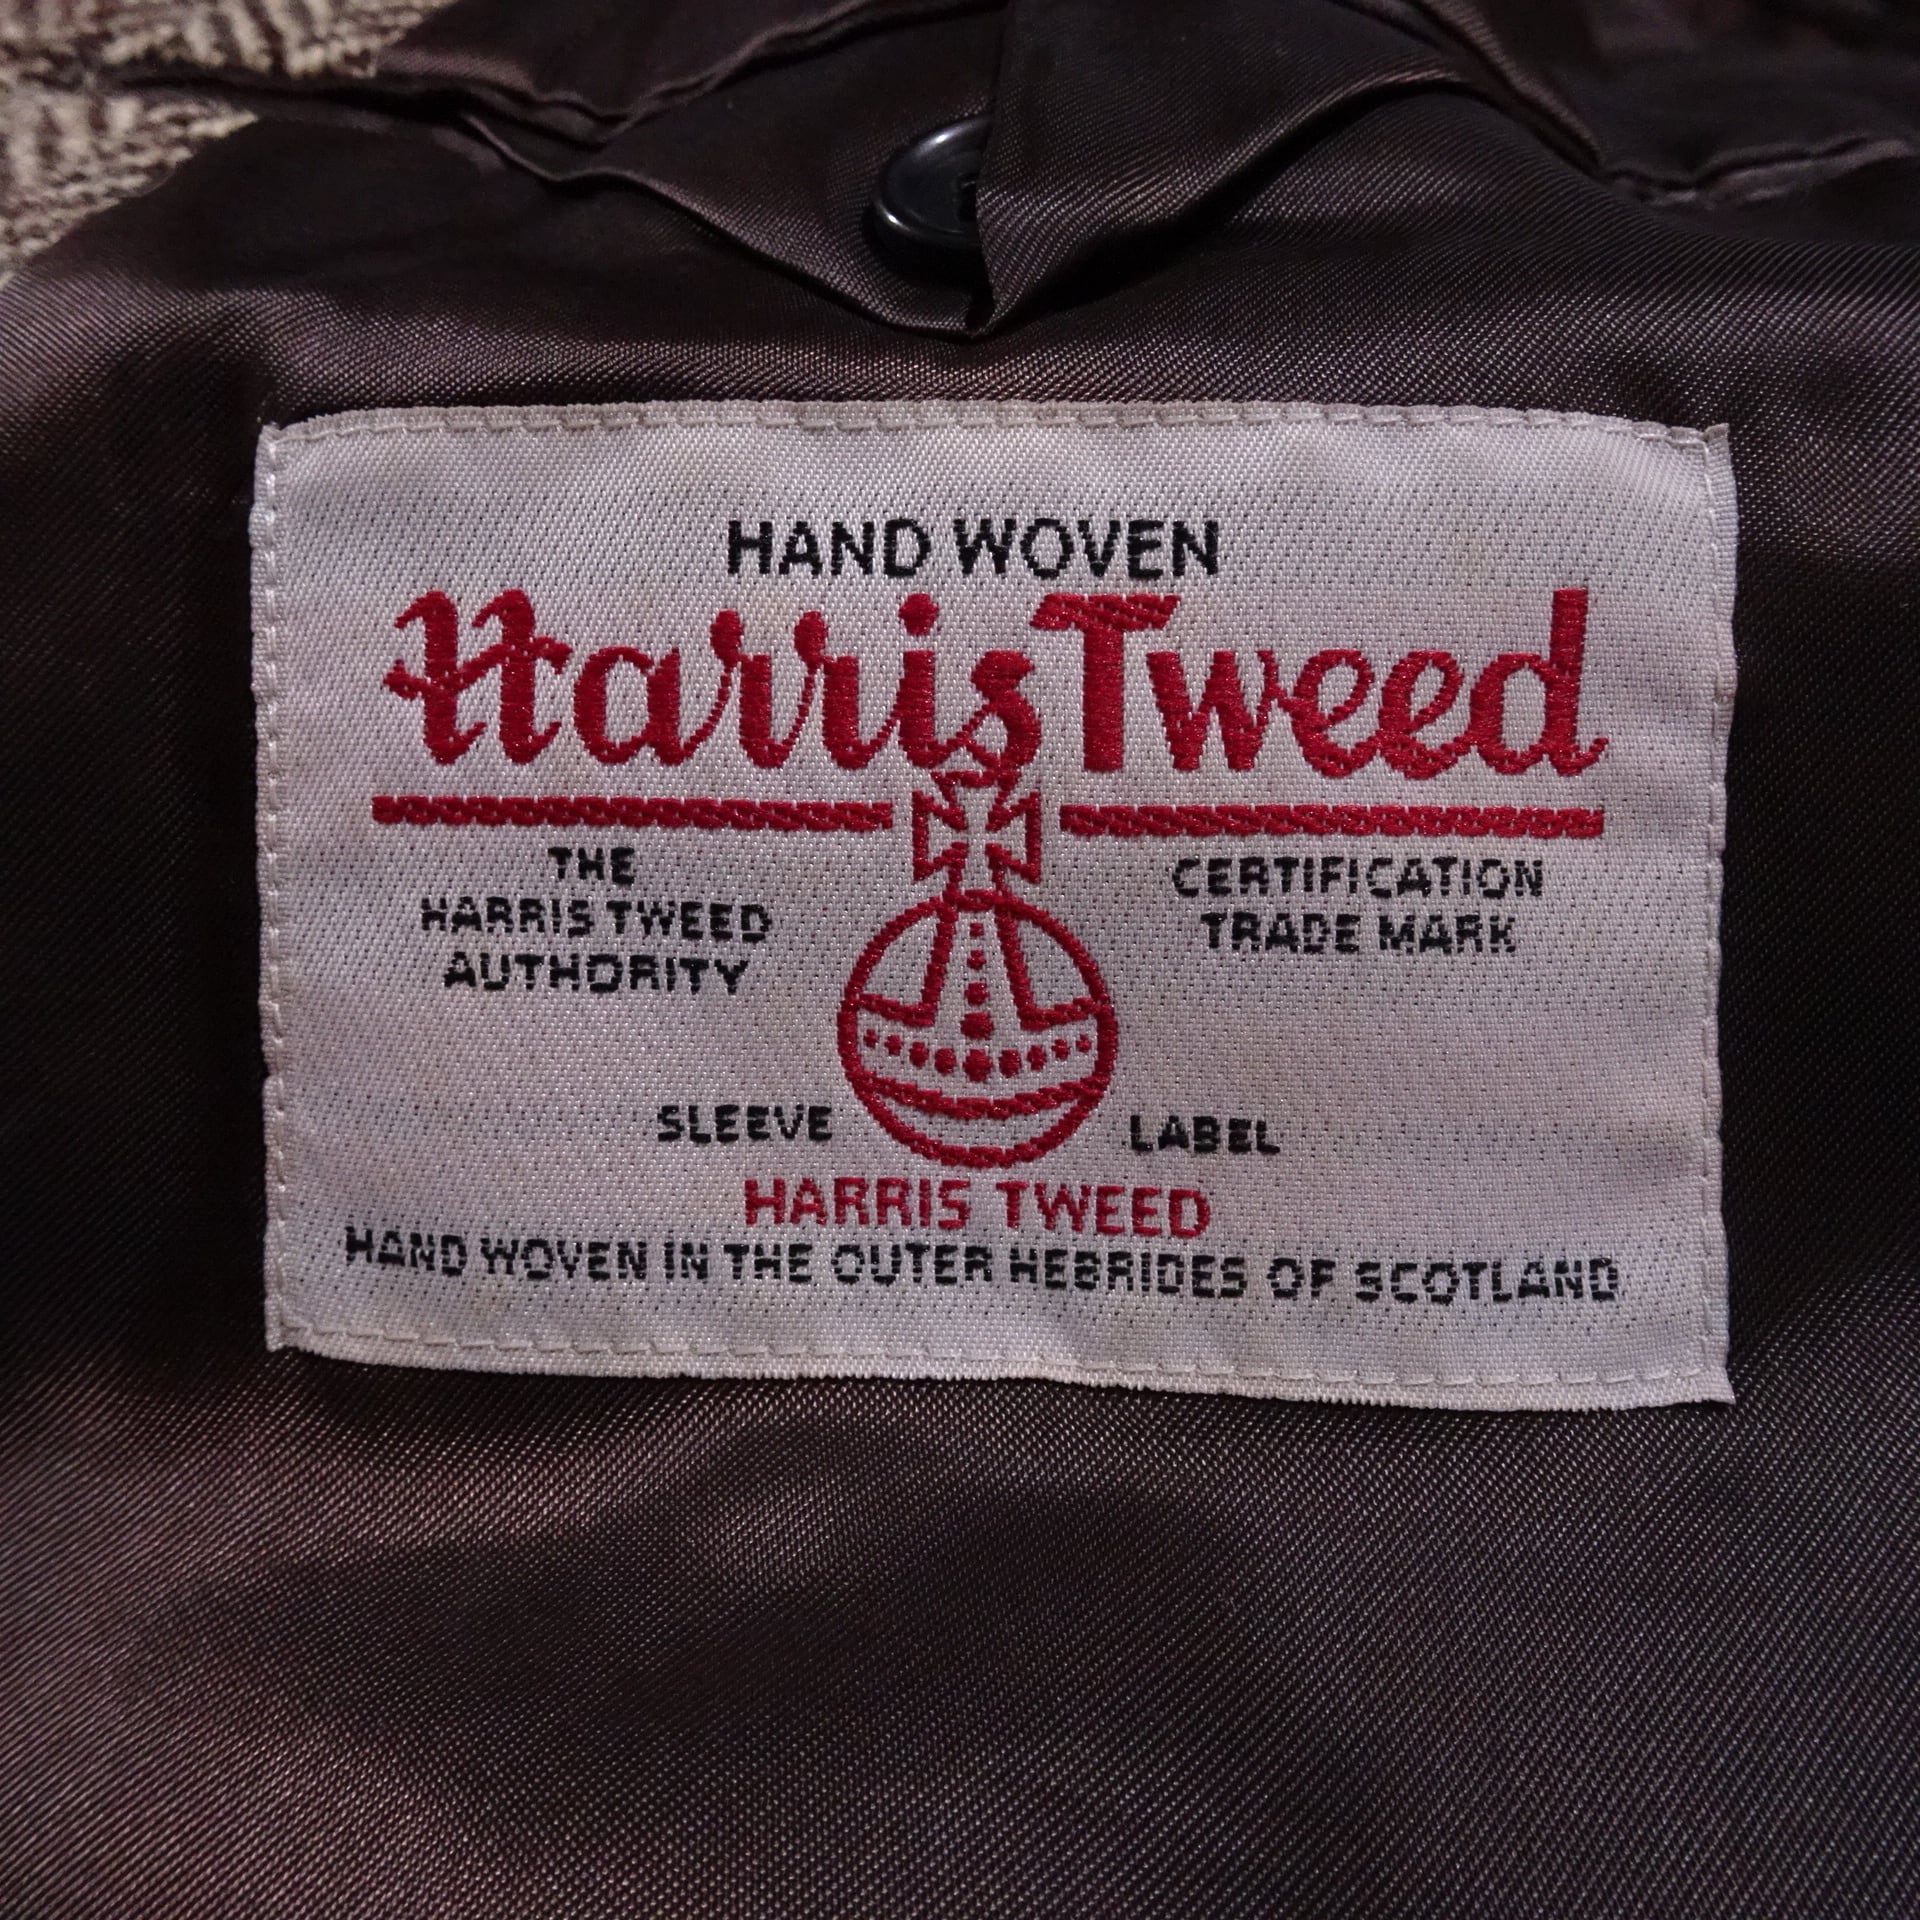 HAND WOVEN
Harris Tweed
THE
HARRIS TWEED
AUTHORITY
CERTIFICATION
TRADE MARK
SLEEVE LABEL
HARRIS TWEED
HAND WOVEN IN THE OUTER HEBRIDES OF SCOTLAND